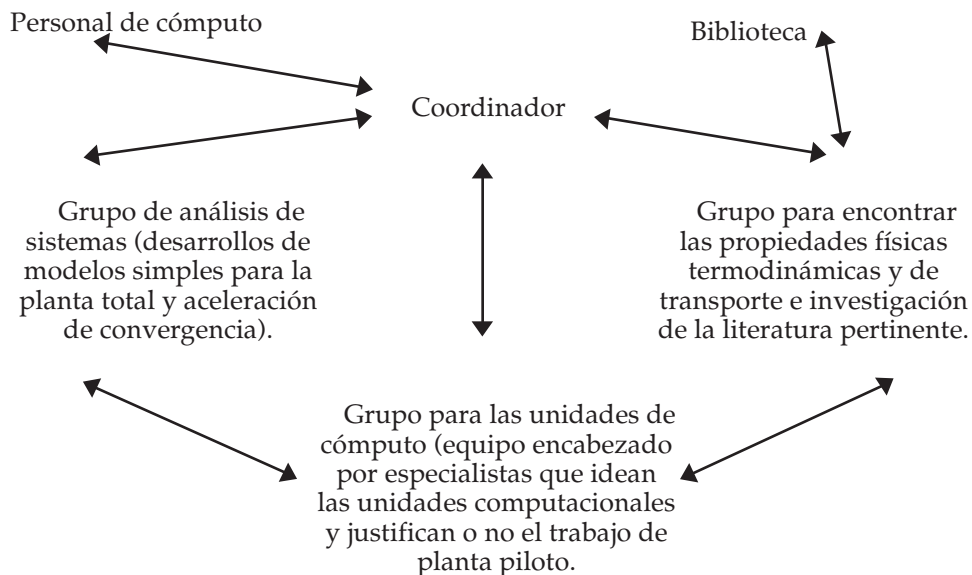 Personal de cómputo
Biblioteca
Coordinador
Grupo de análisis de
sistemas (desarrollos de
modelos simples para la
planta total y aceleración
de convergencia).
Grupo para encontrar
las propiedades físicas
termodinámicas y de
transporte e investigación
de la literatura pertinente.
Grupo para las unidades de
cómputo (equipo encabezado
por especialistas que idean
las unidades computacionales
y justifican o no el trabajo de
planta piloto.